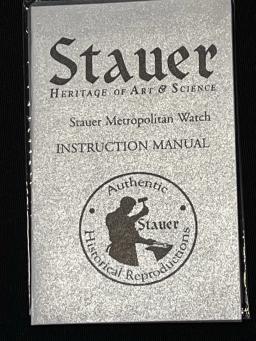 Stauer
HERITAGE OF ART & SCIENCE
Stauer Metropolitan Watch
INSTRUCTION MANUAL
Authentic
Stauer
Historical Reproductions